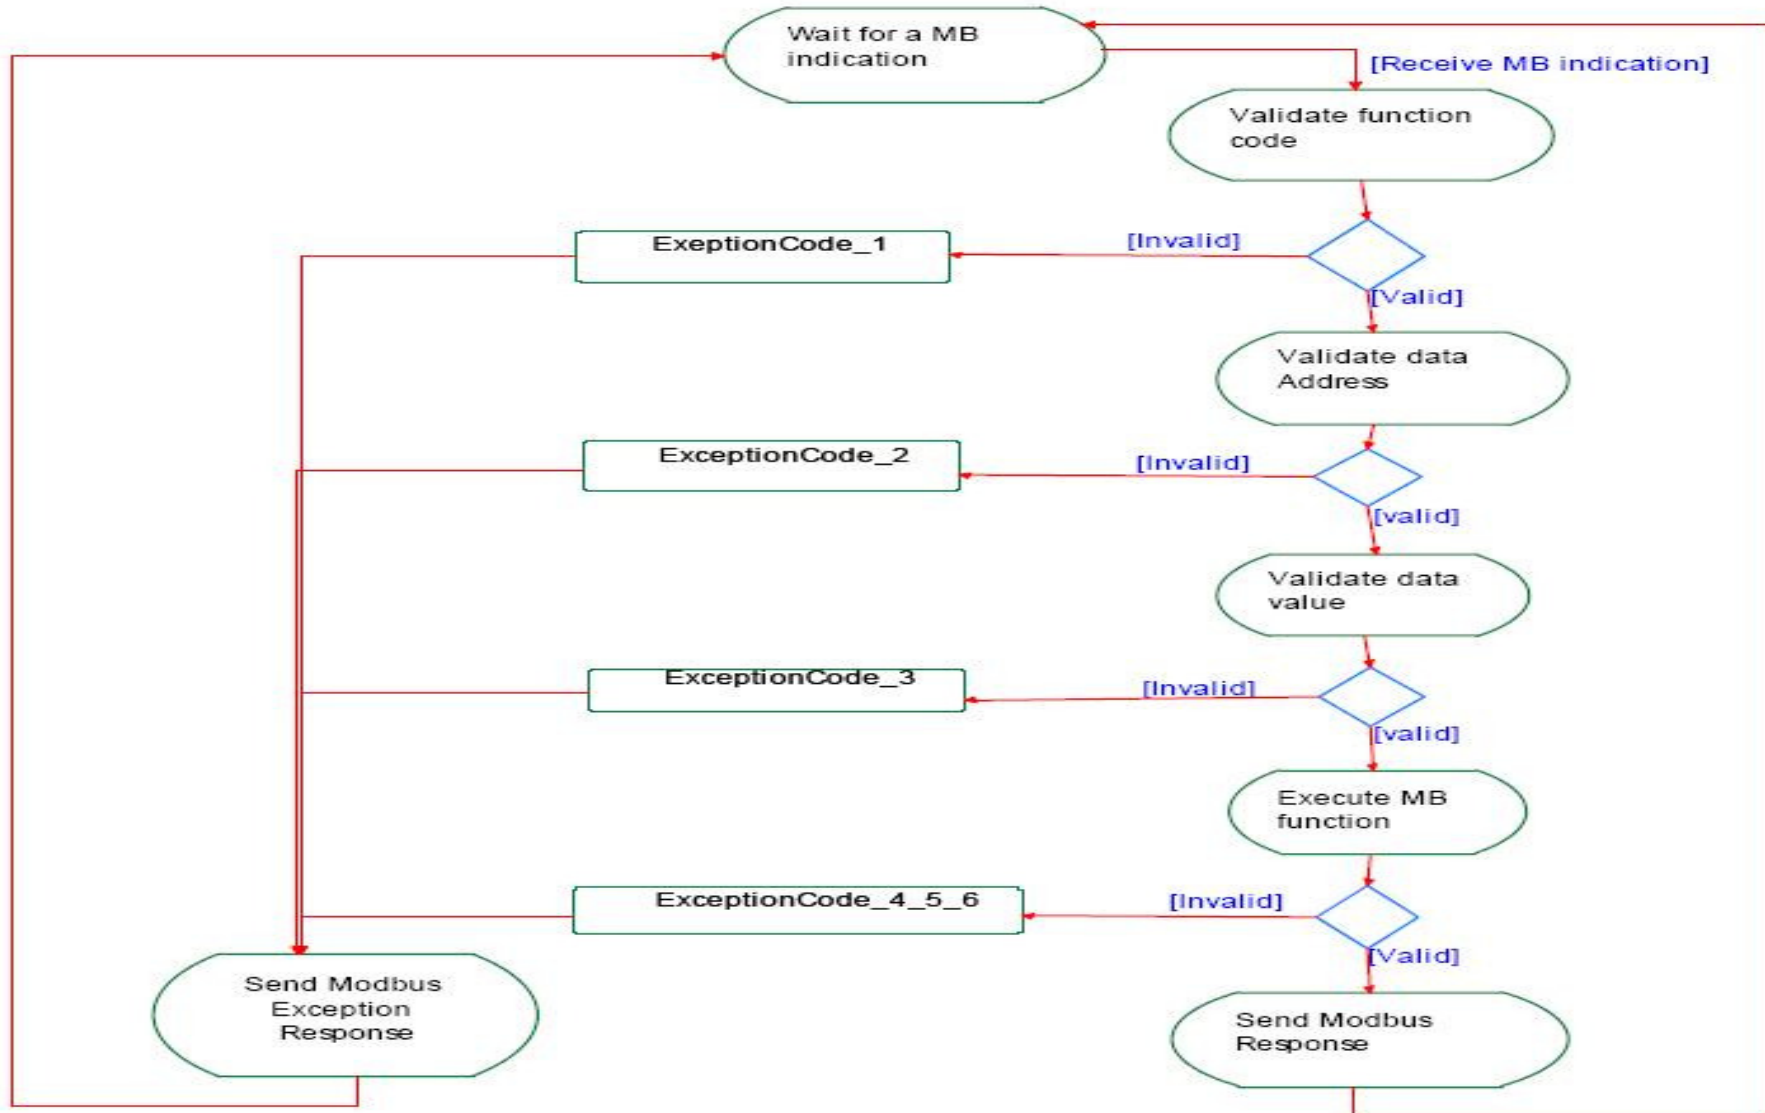 Wait for a MB
indication
[Receive MB indication]
Validate function
code
ExeptionCode_1
[Invalid]
[Valid]
Validate data
Address
ExceptionCode_2
[Invalid]
[valid]
Validate data
value
ExceptionCode_3
[Invalid]
[valid]
Execute MB
function
ExceptionCode_4_5_6
[Invalid]
[Valid]
Send Modbus
Exception
Response
Send Modbus
Response